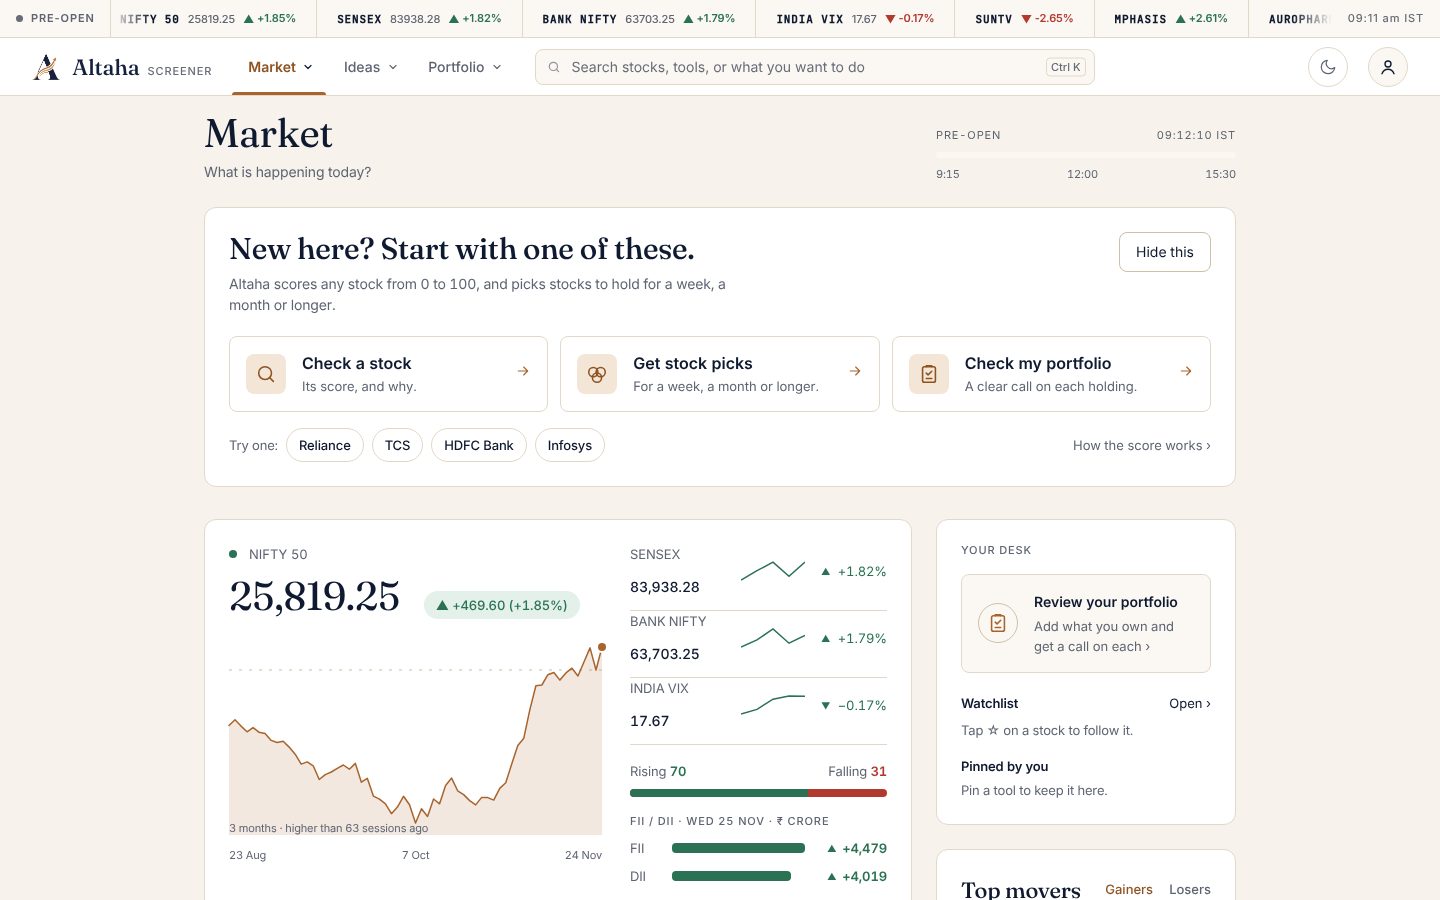 PRE-OPEN
NIFTY 50 25819.25 ▲ +1.85%
SENSEX 83938.28 ▲ +1.82%
BANK NIFTY 63703.25 ▲ +1.79%
INDIA VIX 17.67 ▼ -0.17%
SUNTV ▼ -2.65%
MPHASIS ▲ +2.61%
09:11 am IST
Altaha SCREENER
Market
Ideas
Portfolio
Search stocks, tools, or what you want to do
Ctrl K
Market
What is happening today?
PRE-OPEN 09:12:10 IST
9:15 12:00 15:30
New here? Start with one of these.
Hide this
Altaha scores any stock from 0 to 100, and picks stocks to hold for a week, a
month or longer.
Check a stock
Its score, and why.
→
Get stock picks
For a week, a month or longer.
→
Check my portfolio
A clear call on each holding.
→
Try one: Reliance TCS HDFC Bank Infosys
How the score works ›
NIFTY 50
25,819.25
▲ +469.60 (+1.85%)
3 months · higher than 63 sessions ago
23 Aug 7 Oct 24 Nov
SENSEX
83,938.28
▲ +1.82%
BANK NIFTY
63,703.25
▲ +1.79%
INDIA VIX
17.67
▼ −0.17%
Rising 70 Falling 31
FII / DII · WED 25 NOV · ₹ CRORE
FII ▲ +4,479
DII ▲ +4,019
YOUR DESK
Review your portfolio
Add what you own and
get a call on each ›
Watchlist Open ›
Tap ☆ on a stock to follow it.
Pinned by you
Pin a tool to keep it here.
Top movers Gainers Losers